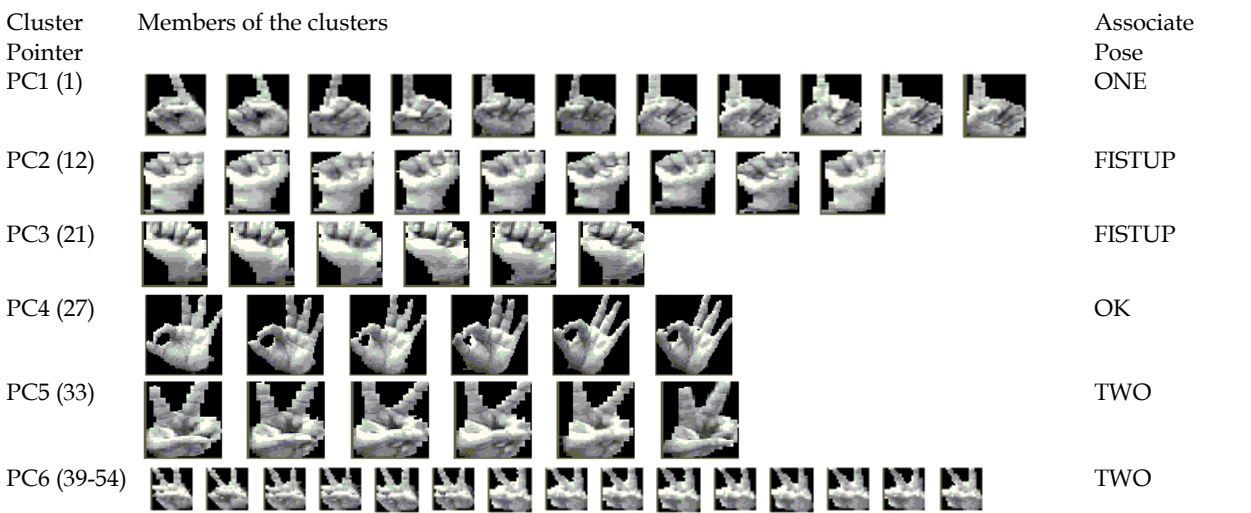 Cluster Members of the clusters Associate
Pointer Pose
PC1 (1) ONE
PC2 (12) FISTUP
PC3 (21) FISTUP
PC4 (27) OK
PC5 (33) TWO
PC6 (39-54) TWO